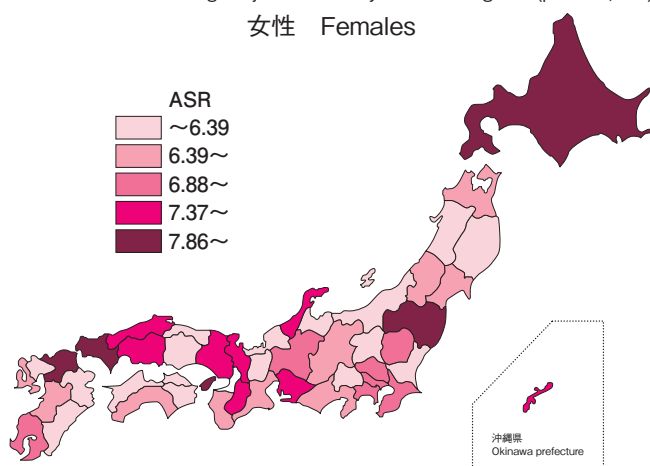 女性 Females
ASR
～6.39
6.39～
6.88～
7.37～
7.86～
沖縄県
Okinawa prefecture